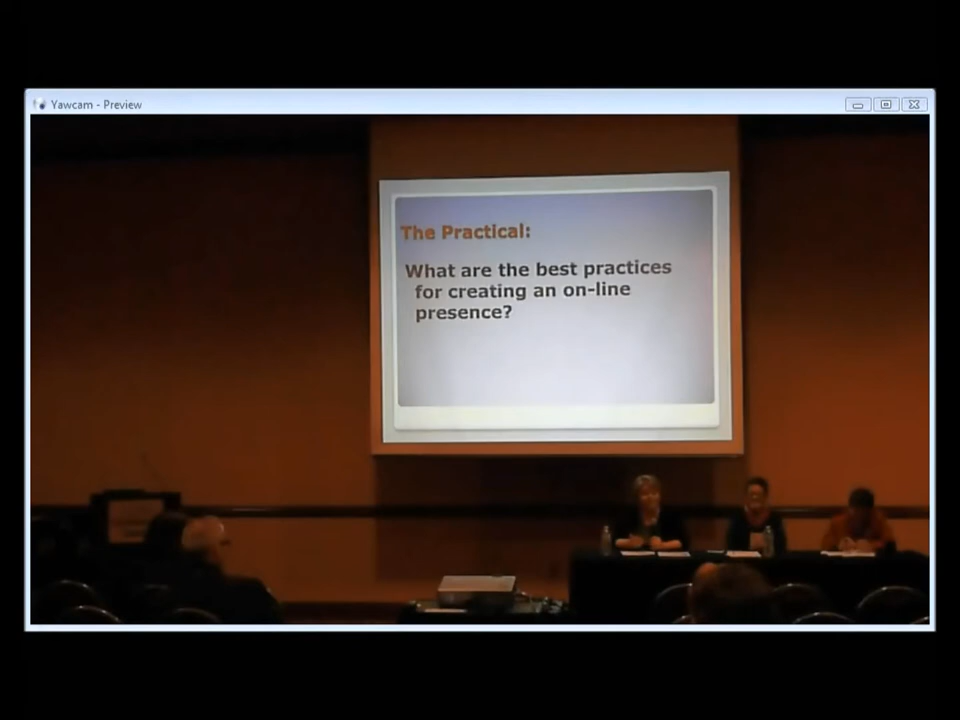 Yawcam - Preview
The Practical:
What are the best practices
for creating an on-line
presence?